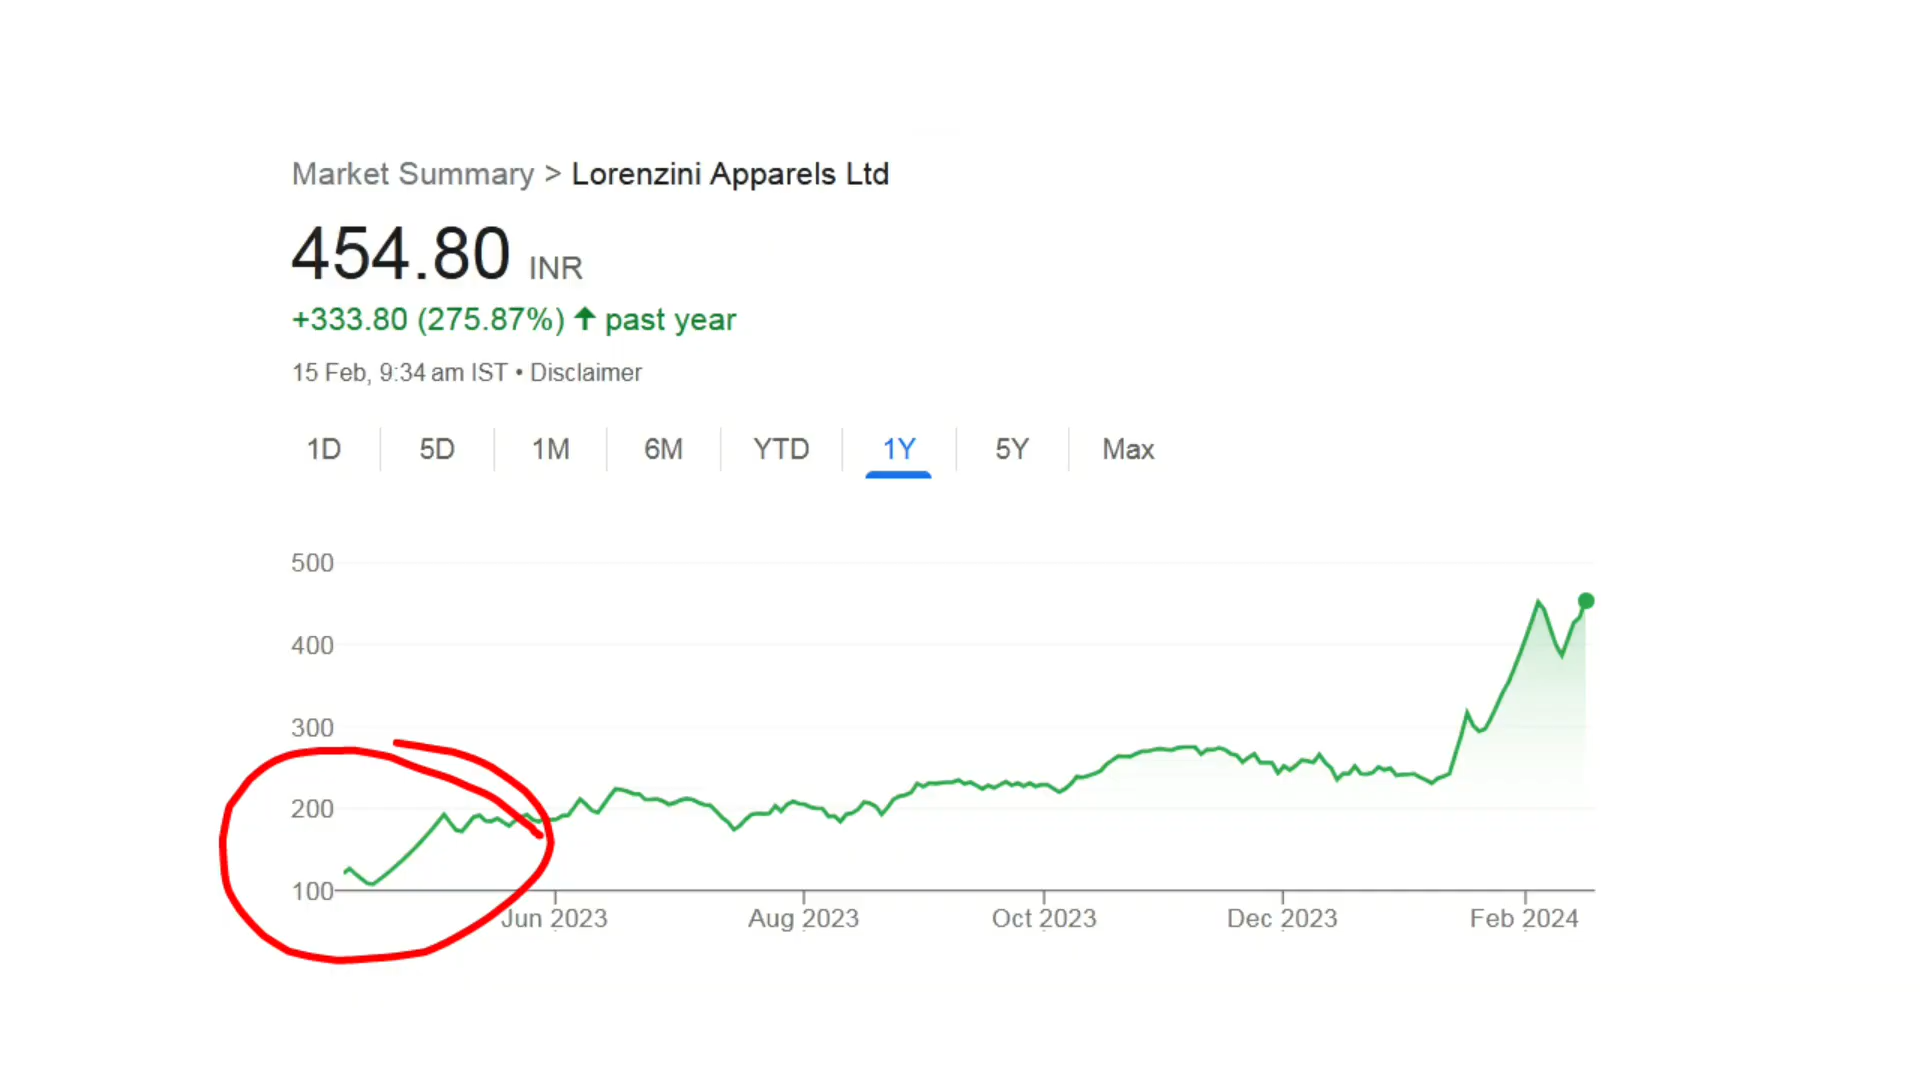 Market Summary > Lorenzini Apparels Ltd
454.80 INR
+333.80 (275.87%) ↑ past year
15 Feb, 9:34 am IST • Disclaimer
1D 5D 1M 6M YTD 1Y 5Y Max
500
400
300
200
100
Jun 2023 Aug 2023 Oct 2023 Dec 2023 Feb 2024